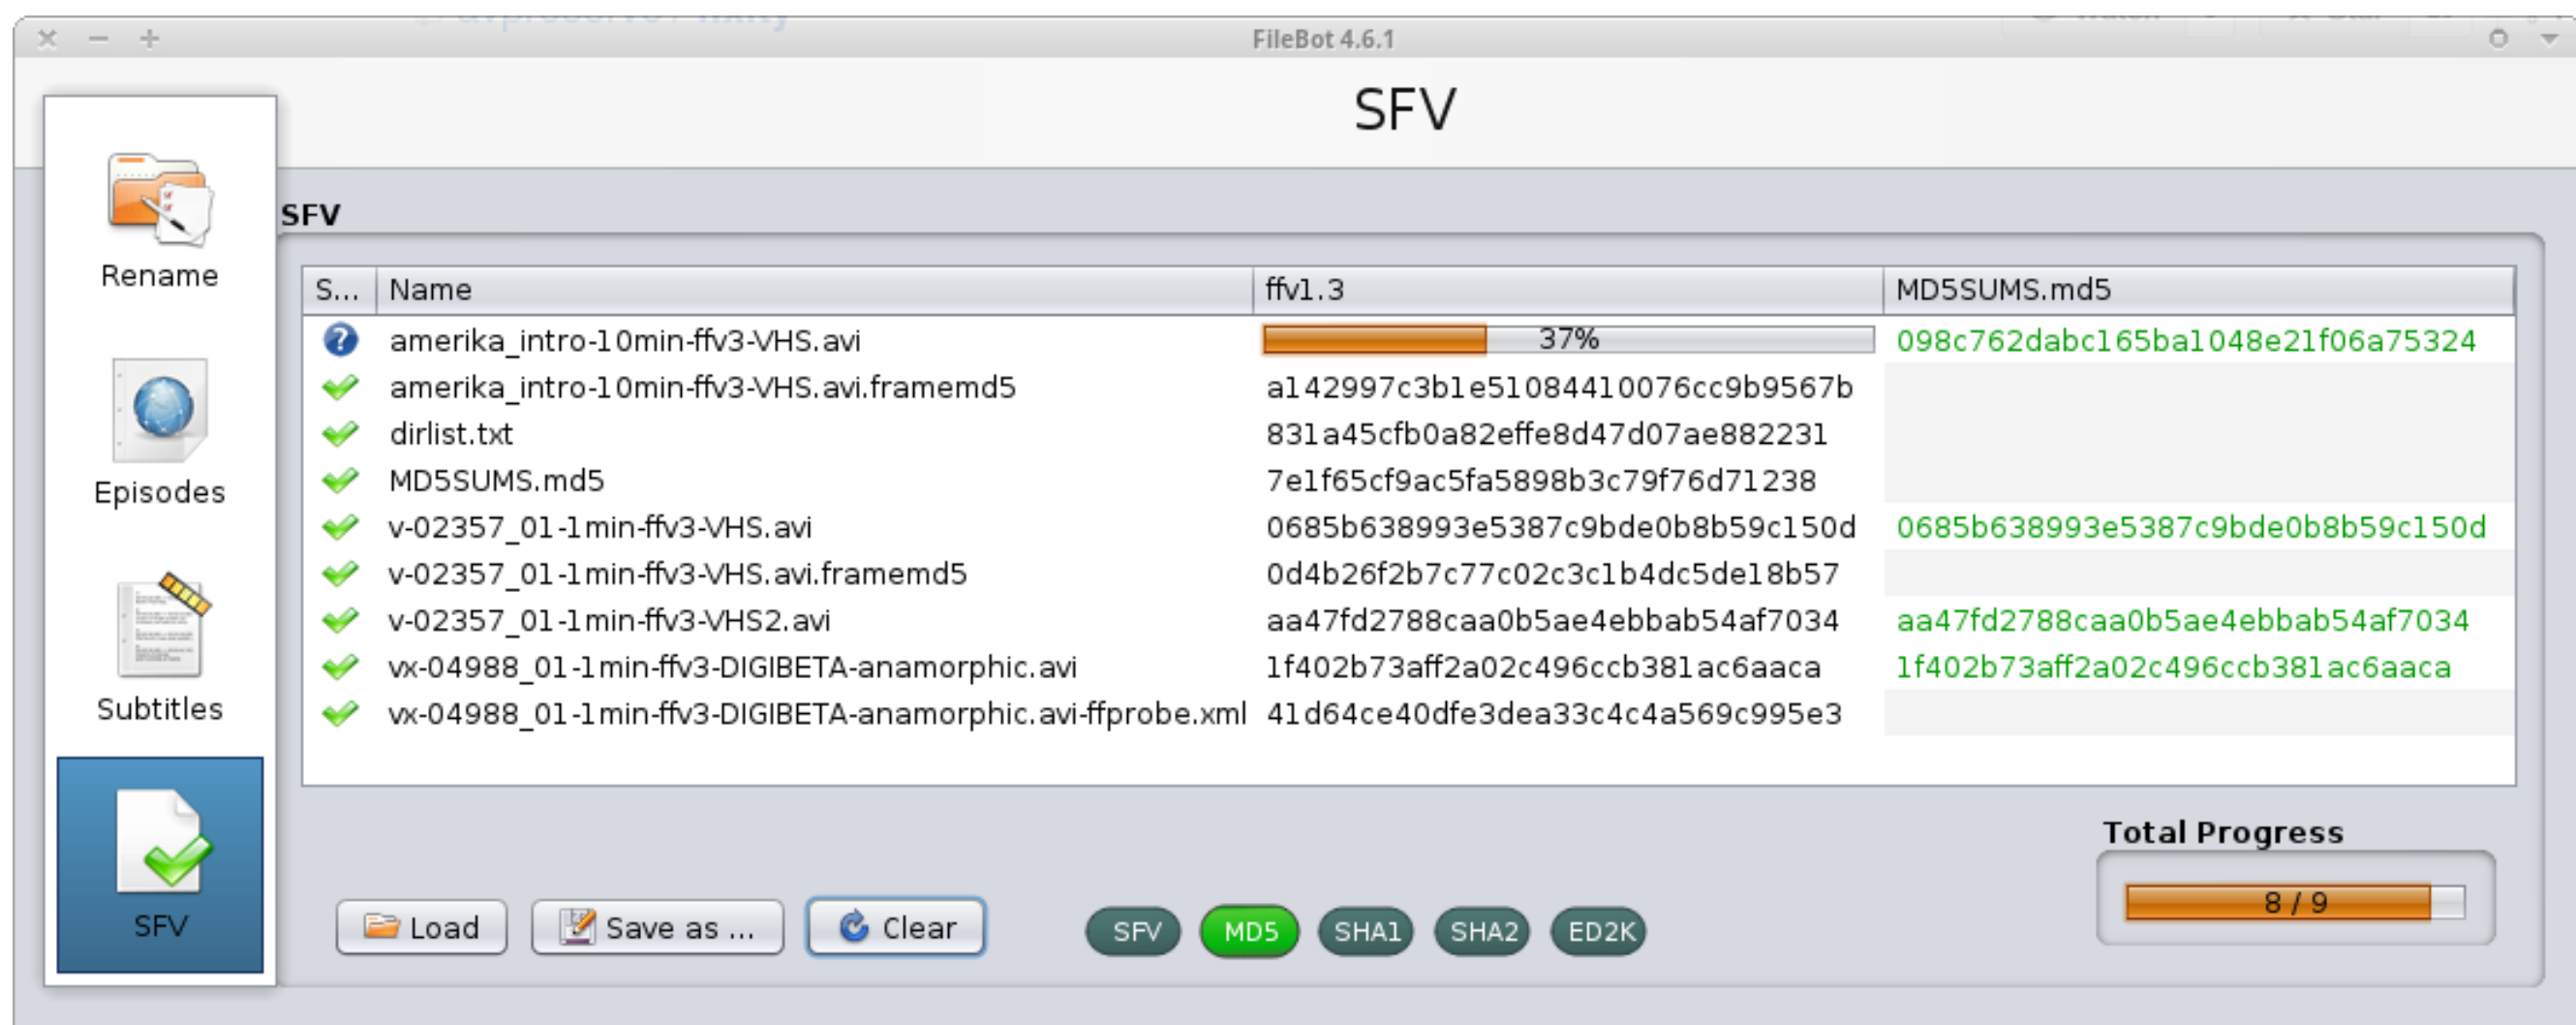 FileBot 4.6.1
SFV
Rename
Episodes
Subtitles
SFV
SFV
S... Name ffv1.3 MD5SUMS.md5
amerika_intro-10min-ffv3-VHS.avi 37% 098c762dabc165ba1048e21f06a75324
amerika_intro-10min-ffv3-VHS.avi.framemd5 a142997c3b1e51084410076cc9b9567b
dirlist.txt 831a45cfb0a82effe8d47d07ae882231
MD5SUMS.md5 7e1f65cf9ac5fa5898b3c79f76d71238
v-02357_01-1min-ffv3-VHS.avi 0685b638993e5387c9bde0b8b59c150d 0685b638993e5387c9bde0b8b59c150d
v-02357_01-1min-ffv3-VHS.avi.framemd5 0d4b26f2b7c77c02c3c1b4dc5de18b57
v-02357_01-1min-ffv3-VHS2.avi aa47fd2788caa0b5ae4ebbab54af7034 aa47fd2788caa0b5ae4ebbab54af7034
vx-04988_01-1min-ffv3-DIGIBETA-anamorphic.avi 1f402b73aff2a02c496ccb381ac6aaca 1f402b73aff2a02c496ccb381ac6aaca
vx-04988_01-1min-ffv3-DIGIBETA-anamorphic.avi-ffprobe.xml 41d64ce40dfe3dea33c4c4a569c995e3
Total Progress
8 / 9
Load Save as ... Clear SFV MD5 SHA1 SHA2 ED2K